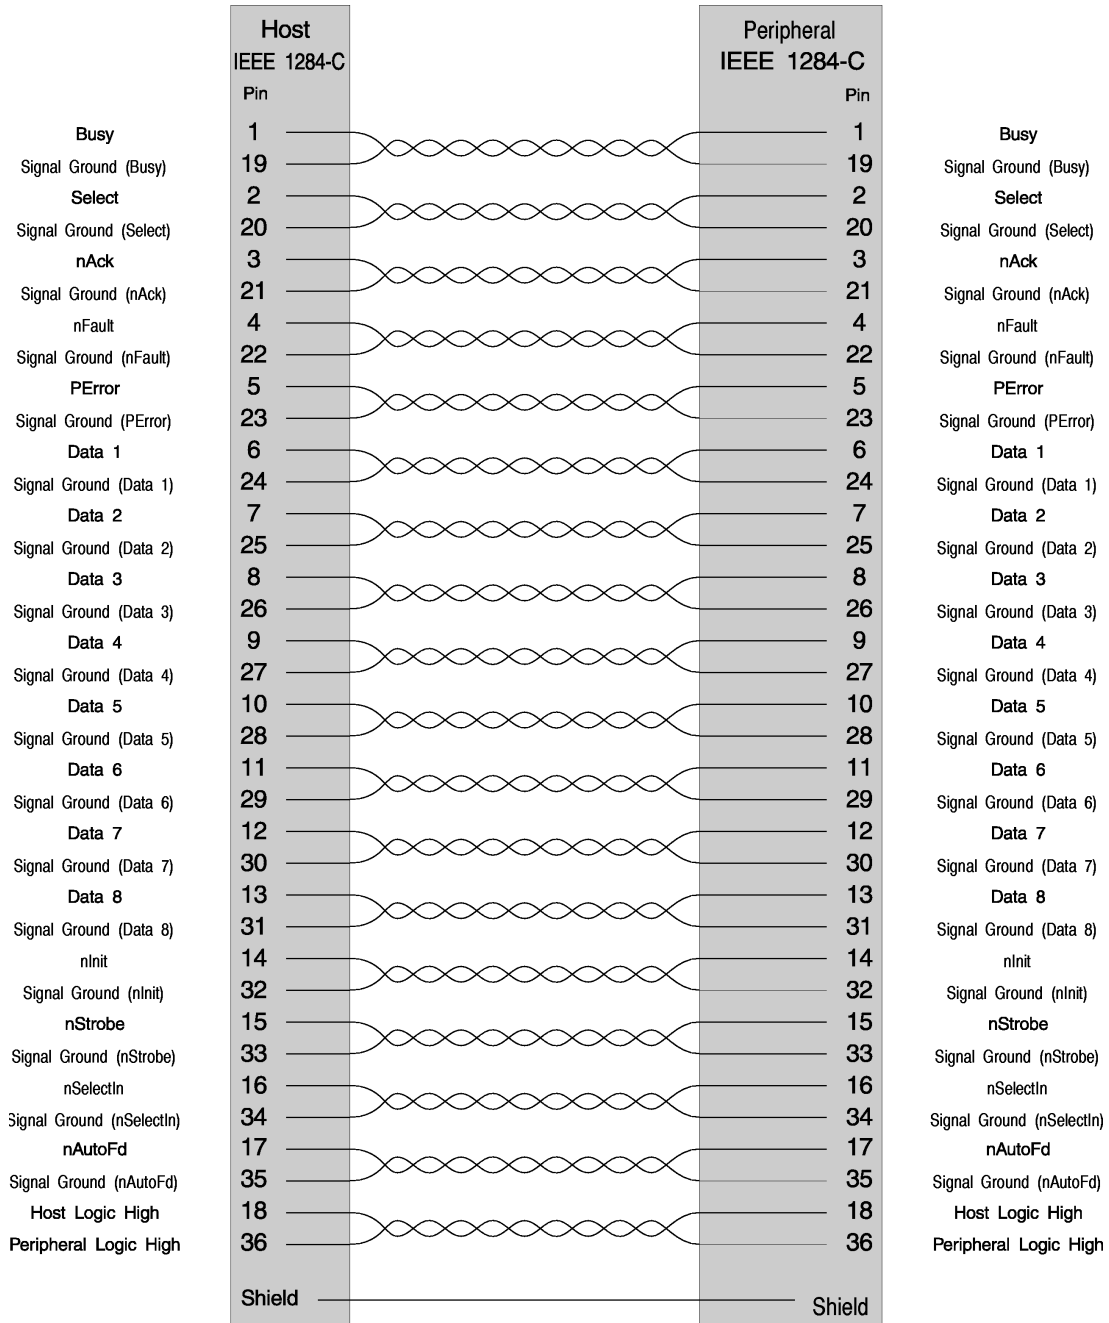 Host Peripheral
IEEE 1284-C IEEE 1284-C
Pin Pin
Busy 1 1 Busy
Signal Ground (Busy) 19 19 Signal Ground (Busy)
Select 2 2 Select
Signal Ground (Select) 20 20 Signal Ground (Select)
nAck 3 3 nAck
Signal Ground (nAck) 21 21 Signal Ground (nAck)
nFault 4 4 nFault
Signal Ground (nFault) 22 22 Signal Ground (nFault)
PError 5 5 PError
Signal Ground (PError) 23 23 Signal Ground (PError)
Data 1 6 6 Data 1
Signal Ground (Data 1) 24 24 Signal Ground (Data 1)
Data 2 7 7 Data 2
Signal Ground (Data 2) 25 25 Signal Ground (Data 2)
Data 3 8 8 Data 3
Signal Ground (Data 3) 26 26 Signal Ground (Data 3)
Data 4 9 9 Data 4
Signal Ground (Data 4) 27 27 Signal Ground (Data 4)
Data 5 10 10 Data 5
Signal Ground (Data 5) 28 28 Signal Ground (Data 5)
Data 6 11 11 Data 6
Signal Ground (Data 6) 29 29 Signal Ground (Data 6)
Data 7 12 12 Data 7
Signal Ground (Data 7) 30 30 Signal Ground (Data 7)
Data 8 13 13 Data 8
Signal Ground (Data 8) 31 31 Signal Ground (Data 8)
nInit 14 14 nInit
Signal Ground (nInit) 32 32 Signal Ground (nInit)
nStrobe 15 15 nStrobe
Signal Ground (nStrobe) 33 33 Signal Ground (nStrobe)
nSelectIn 16 16 nSelectIn
Signal Ground (nSelectIn) 34 34 Signal Ground (nSelectIn)
nAutoFd 17 17 nAutoFd
Signal Ground (nAutoFd) 35 35 Signal Ground (nAutoFd)
Host Logic High 18 18 Host Logic High
Peripheral Logic High 36 36 Peripheral Logic High
Shield Shield